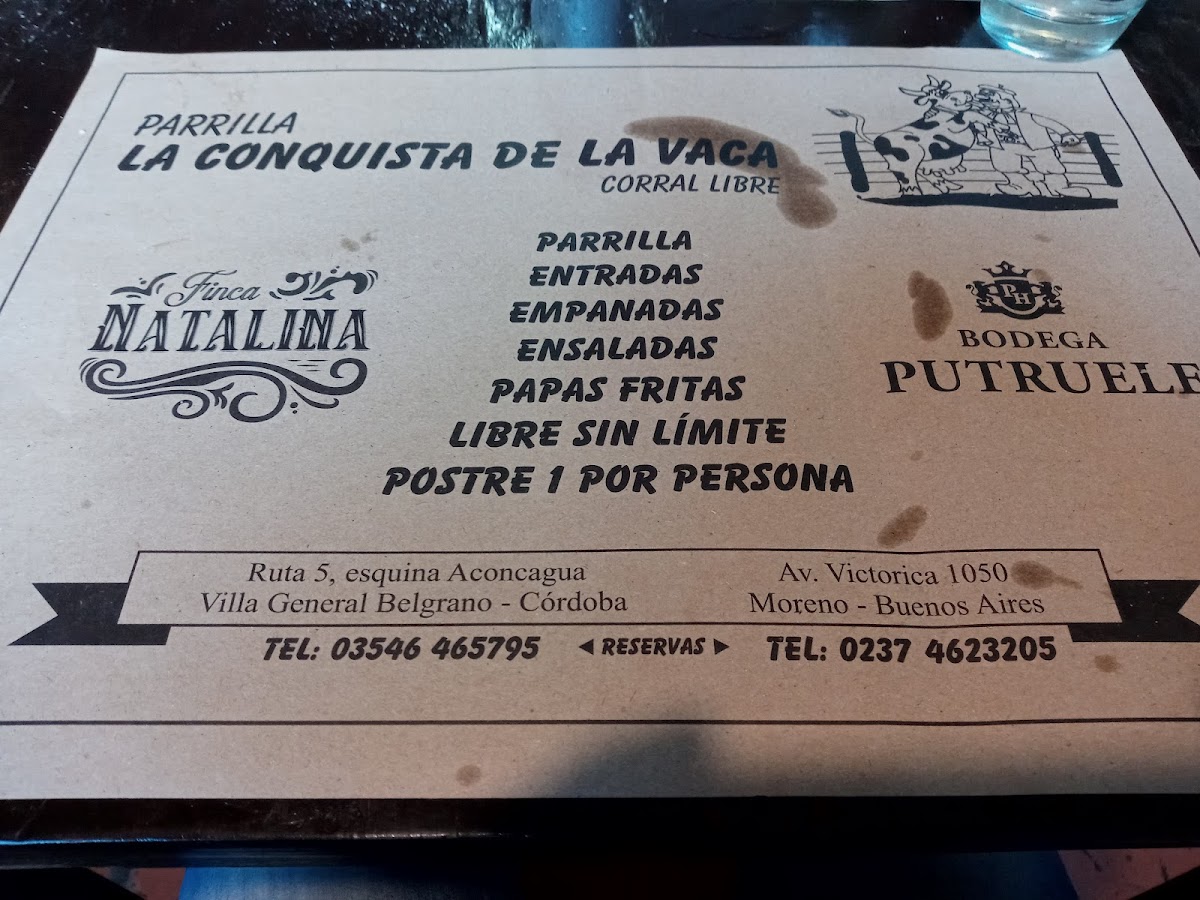 PARRILLA
LA CONQUISTA DE LA VACA
CORRAL LIBRE
PARRILLA
ENTRADAS
EMPANADAS
ENSALADAS
PAPAS FRITAS
LIBRE SIN LÍMITE
POSTRE 1 POR PERSONA
Finca
NATALINA
PH
BODEGA
PUTRUELE
Ruta 5, esquina Aconcagua
Villa General Belgrano - Córdoba
Av. Victorica 1050
Moreno - Buenos Aires
TEL: 03546 465795
◄ RESERVAS ►
TEL: 0237 4623205